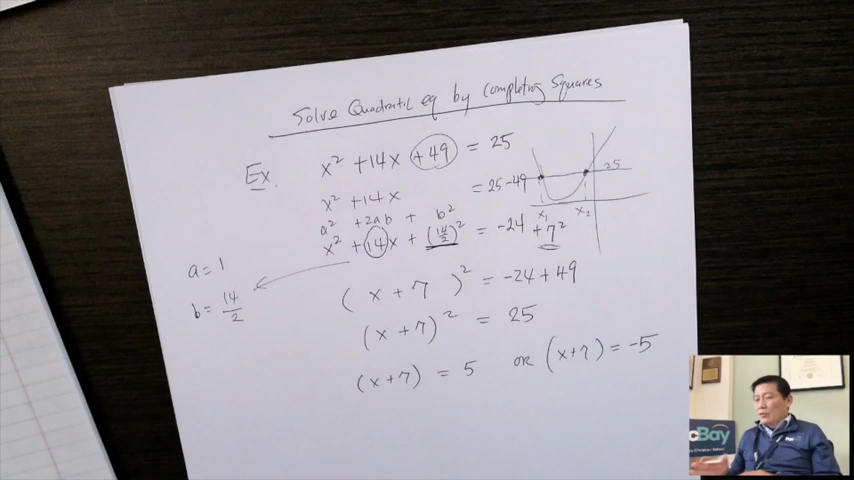 Solve Quadratic eq by Completing Squares
Ex. x² + 14x + 49 = 25
25
x² + 14x = 25 - 49
a² + 2ab + b²
x₁ x₂
x² + 14x + (14/2)² = -24 + 7²
a = 1
b = 14/2
( x + 7 )² = -24 + 49
(x + 7)² = 25
(x + 7) = 5 or (x+7) = -5
cBay